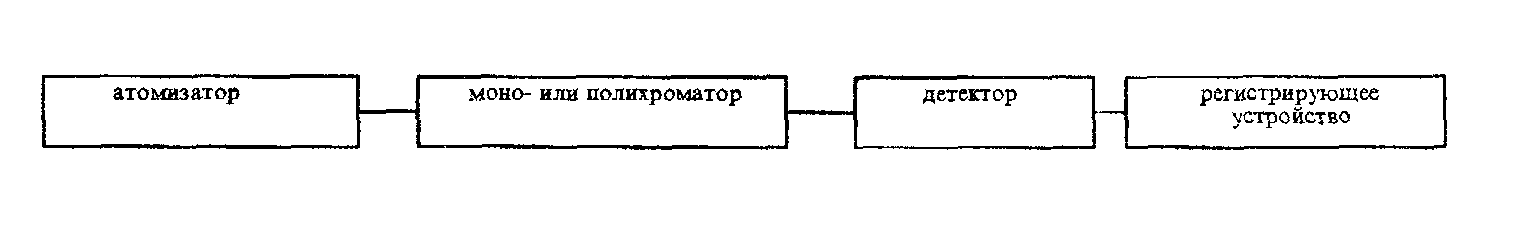 атомизатор
моно- или полихроматор
детектор
регистрирующее
устройство